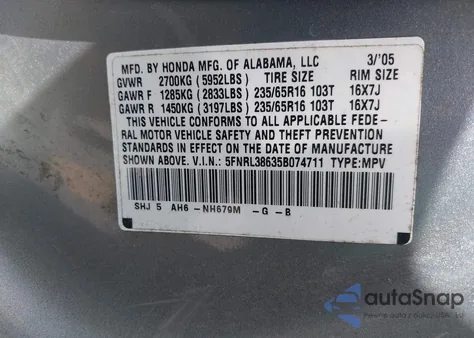 MFD. BY HONDA MFG. OF ALABAMA, LLC 3/'05
GVWR 2700KG (5952LBS) TIRE SIZE RIM SIZE
GAWR F 1285KG (2833LBS) 235/65R16 103T 16X7J
GAWR R 1450KG (3197LBS) 235/65R16 103T 16X7J
THIS VEHICLE CONFORMS TO ALL APPLICABLE FEDE-
RAL MOTOR VEHICLE SAFETY AND THEFT PREVENTION
STANDARDS IN EFFECT ON THE DATE OF MANUFACTURE
SHOWN ABOVE. V.I.N: 5FNRL38635B074711 TYPE:MPV
SHJ 5 AH6 -NH679M -G -B
autoSnap